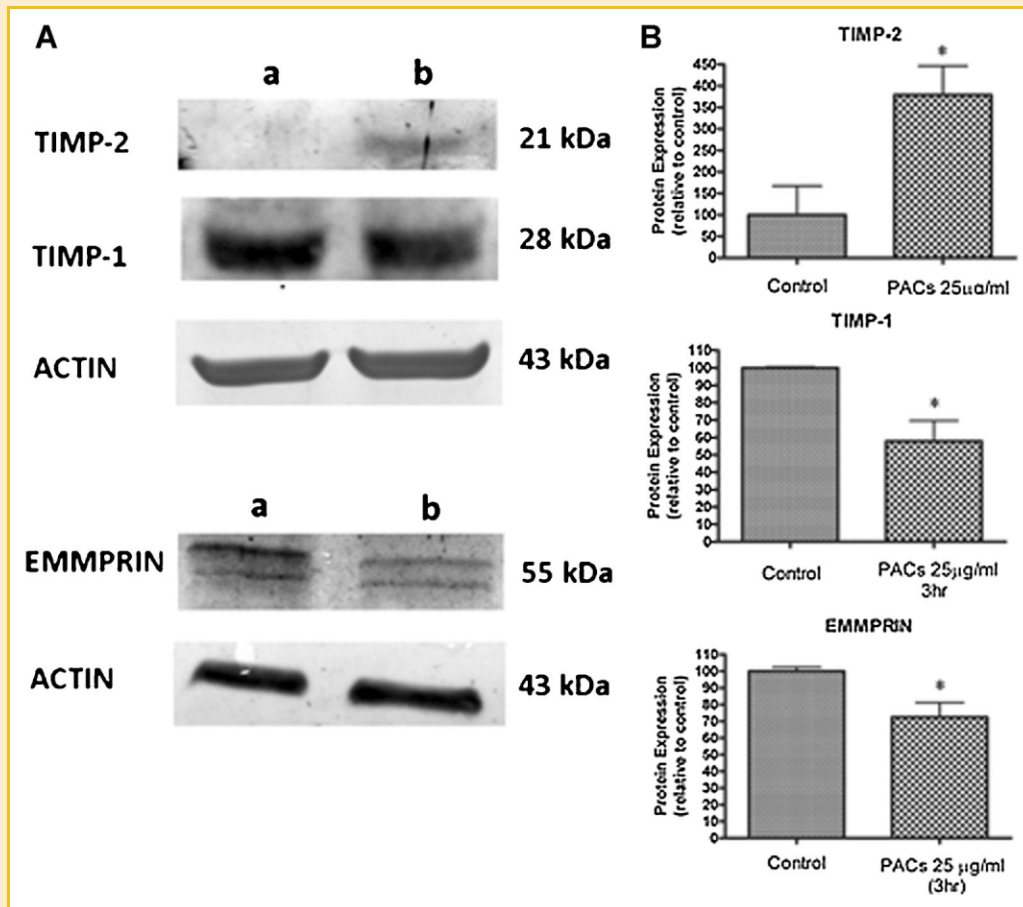 A
a b
TIMP-2 21 kDa
TIMP-1 28 kDa
ACTIN 43 kDa
a b
EMMPRIN 55 kDa
ACTIN 43 kDa
B
TIMP-2
Protein Expression
(relative to control)
450
400
350
300
250
200
150
100
50
0
*
Control PACs 25µg/ml
TIMP-1
Protein Expression
(relative to control)
110
100
90
80
70
60
50
40
30
20
10
0
*
Control PACs 25µg/ml
3hr
EMMPRIN
Protein Expression
(relative to control)
110
100
90
80
70
60
50
40
30
20
10
0
*
Control PACs 25 µg/ml
(3hr)